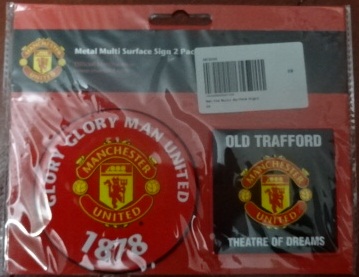 Metal Multi Surface Sign 2 Pac
GLORY GLORY MAN UNITED
MANCHESTER
UNITED
1878
OLD TRAFFORD
MANCHESTER
UNITED
THEATRE OF DREAMS